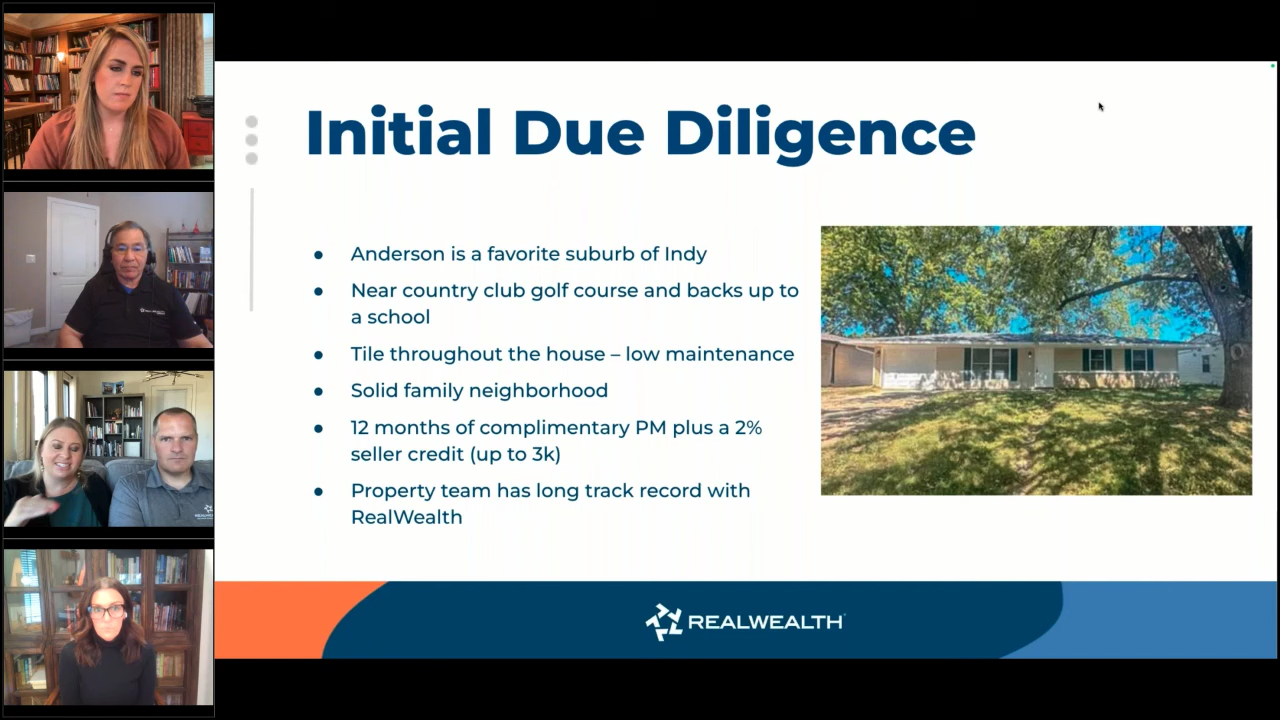 Initial Due Diligence
● Anderson is a favorite suburb of Indy
● Near country club golf course and backs up to
a school
● Tile throughout the house – low maintenance
● Solid family neighborhood
● 12 months of complimentary PM plus a 2%
seller credit (up to 3k)
● Property team has long track record with
RealWealth
REALWEALTH